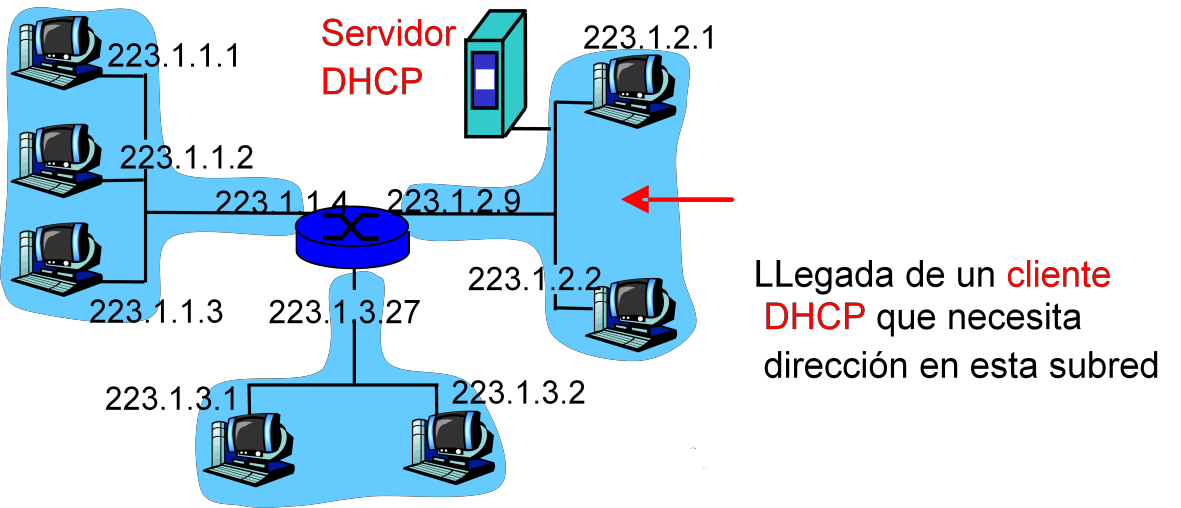 Servidor
DHCP
223.1.2.1
223.1.1.1
223.1.1.2
223.1.1.4
223.1.2.9
223.1.2.2
223.1.1.3
223.1.3.27
LLegada de un cliente
DHCP que necesita
dirección en esta subred
223.1.3.1
223.1.3.2